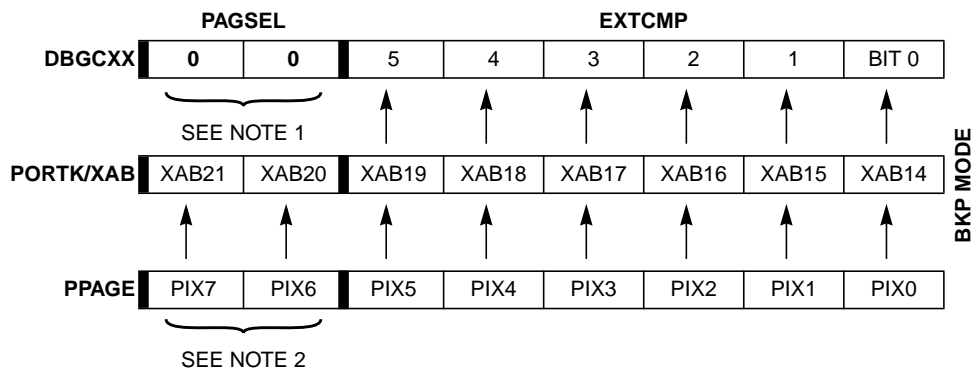 PAGSEL EXTCMP
DBGCXX 0 0 5 4 3 2 1 BIT 0
SEE NOTE 1
PORTK/XAB XAB21 XAB20 XAB19 XAB18 XAB17 XAB16 XAB15 XAB14
BKP MODE
PPAGE PIX7 PIX6 PIX5 PIX4 PIX3 PIX2 PIX1 PIX0
SEE NOTE 2